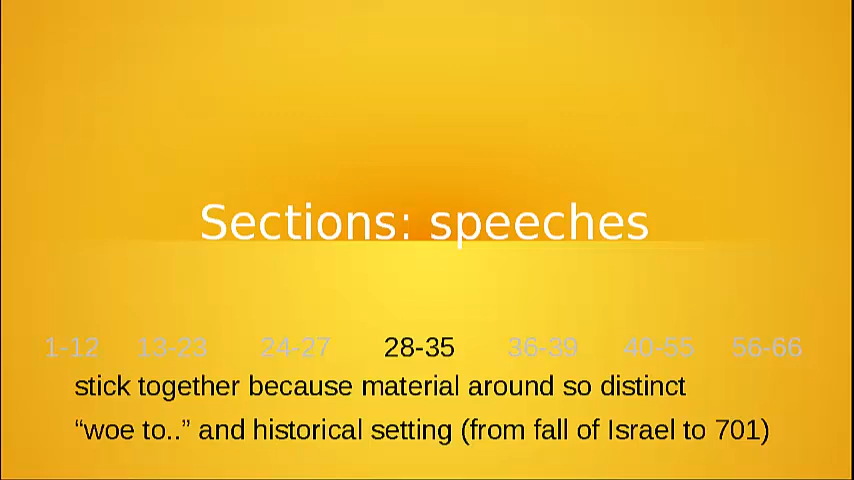 Sections: speeches
1-12 13-23 24-27 28-35 36-39 40-55 56-66
stick together because material around so distinct
“woe to..” and historical setting (from fall of Israel to 701)